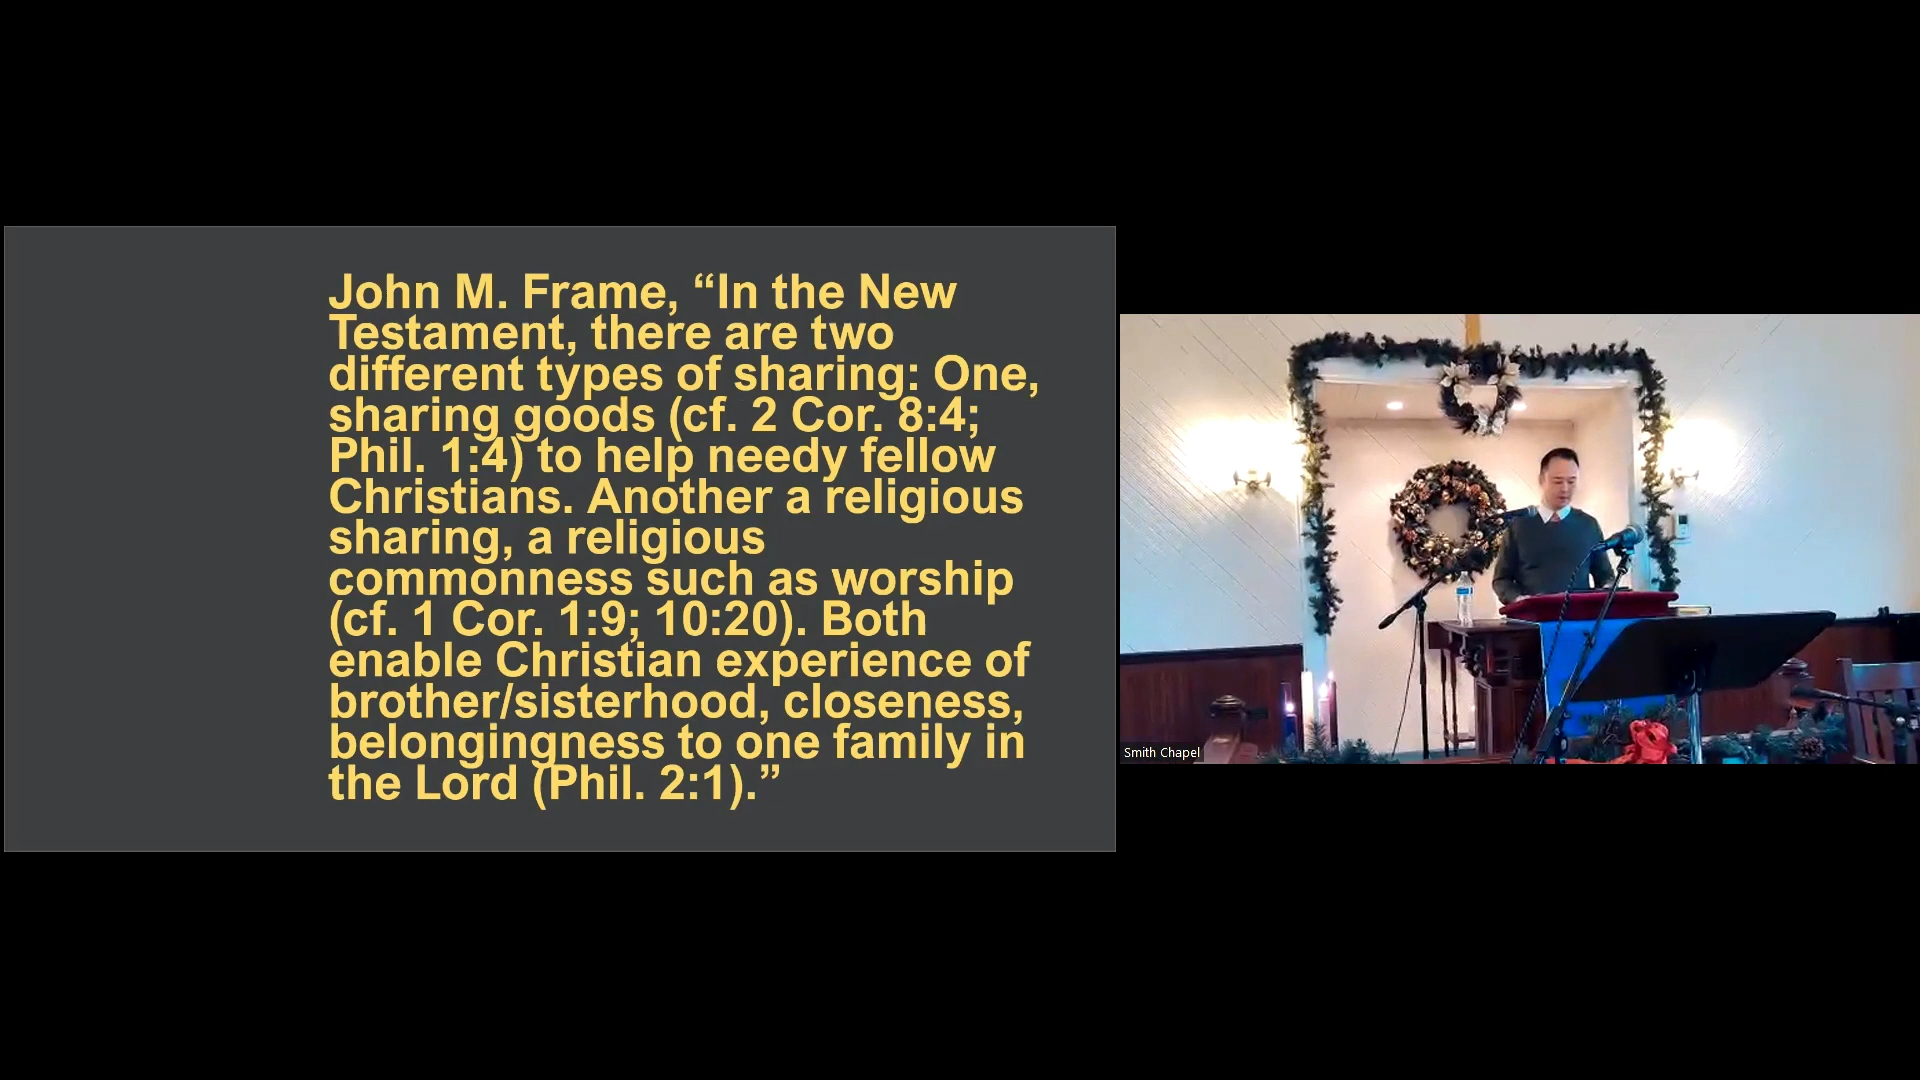 John M. Frame, “In the New
Testament, there are two
different types of sharing: One,
sharing goods (cf. 2 Cor. 8:4;
Phil. 1:4) to help needy fellow
Christians. Another a religious
sharing, a religious
commonness such as worship
(cf. 1 Cor. 1:9; 10:20). Both
enable Christian experience of
brother/sisterhood, closeness,
belongingness to one family in
the Lord (Phil. 2:1).”
Smith Chapel